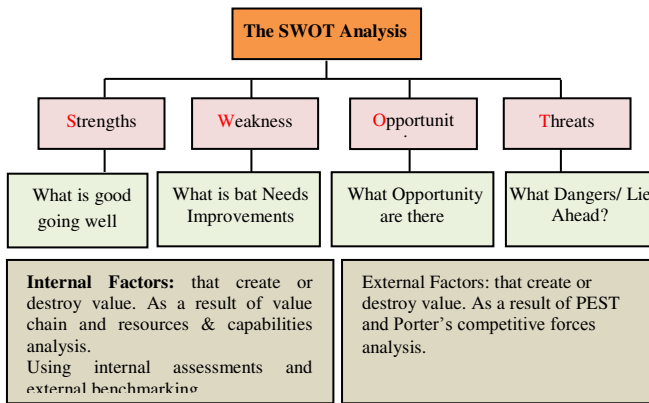 The SWOT Analysis
Strengths
Weakness
Opportunit
Threats
What is good
going well
What is bat Needs
Improvements
What Opportunity
are there
What Dangers/ Lie
Ahead?
Internal Factors: that create or
destroy value. As a result of value
chain and resources & capabilities
analysis.
Using internal assessments and
external benchmarking
External Factors: that create or
destroy value. As a result of PEST
and Porter's competitive forces
analysis.